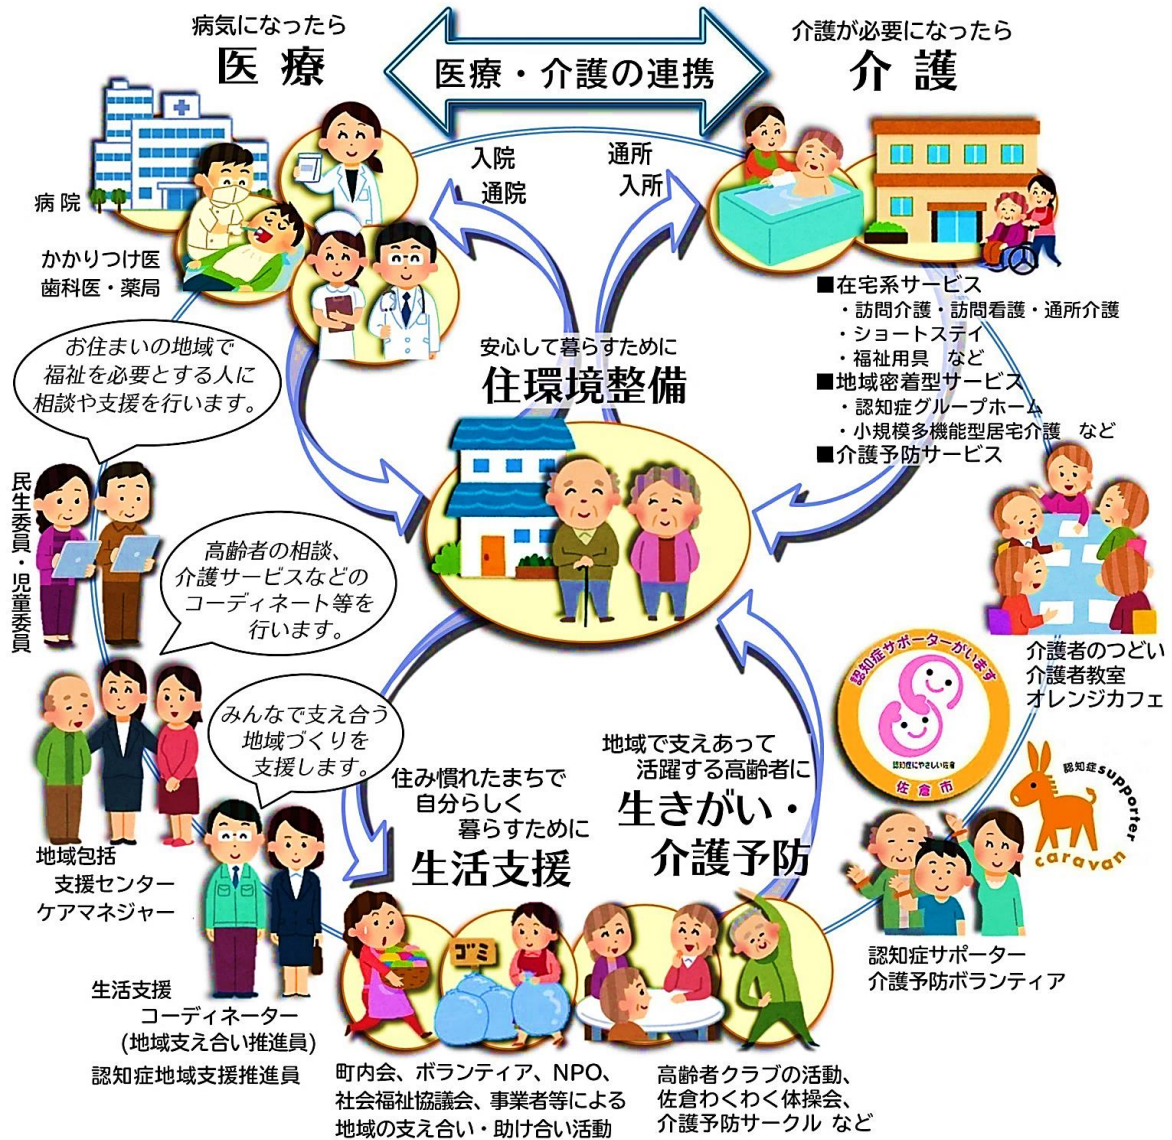 病気になったら
医療
医療・介護の連携
介護が必要になったら
介護
入院
通院
通所
入所
病院
かかりつけ医
歯科医・薬局
■在宅系サービス
・訪問介護・訪問看護・通所介護
・ショートステイ
・福祉用具 など
■地域密着型サービス
・認知症グループホーム
・小規模多機能型居宅介護 など
■介護予防サービス
安心して暮らすために
住環境整備
お住まいの地域で
福祉を必要とする人に
相談や支援を行います。
民生委員・児童委員
高齢者の相談、
介護サービスなどの
コーディネート等を
行います。
介護者のつどい
介護者教室
オレンジカフェ
認知症サポーターがいます
認知症にやさしい佐倉
佐倉市
みんなで支え合う
地域づくりを
支援します。
住み慣れたまちで
自分らしく
暮らすために
生活支援
地域で支えあって
活躍する高齢者に
生きがい・
介護予防
認知症supporter
caravan
地域包括
支援センター
ケアマネジャー
ゴミ
認知症サポーター
介護予防ボランティア
生活支援
コーディネーター
(地域支え合い推進員)
認知症地域支援推進員
町内会、ボランティア、NPO、
社会福祉協議会、事業者等による
地域の支え合い・助け合い活動
高齢者クラブの活動、
佐倉わくわく体操会、
介護予防サークル など